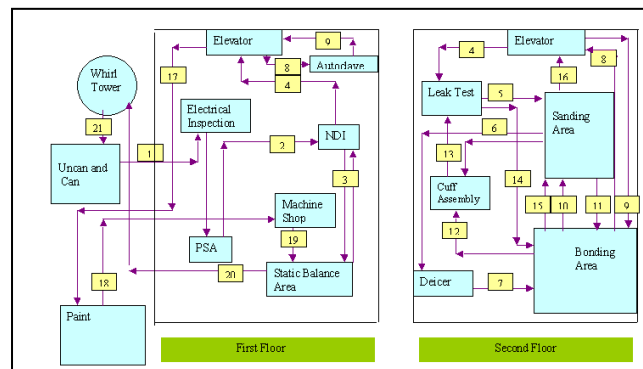 Elevator
9
8
Autodave
4
17
Whirl
Tower
21
Electrical
Inspection
NDI
2
1
Uncan and
Can
3
Machine
Shop
PSA
19
20
Static Balance
Area
18
Paint
First Floor
Elevator
4
8
9
Leak Test
5
16
6
Sanding
Area
13
Cuff
Assembly
14
15
10
11
9
12
Bonding
Area
Deicer
7
Second Floor